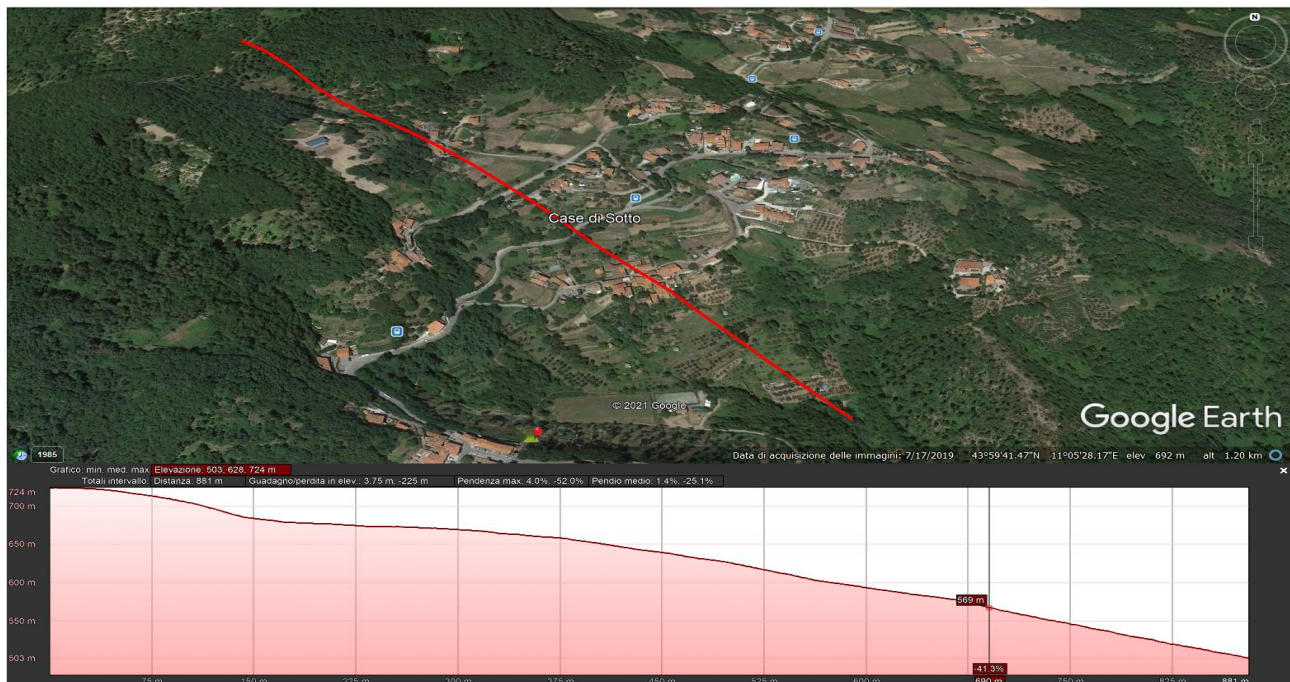 N
Case di Sotto
© 2021 Google
Google Earth
1985
Data di acquisizione delle immagini: 7/17/2019 43°59'41.47"N 11°05'28.17"E elev 692 m alt 1.20 km
Grafico: min. med. max Elevazione: 503, 628, 724 m
Totali intervallo: Distanza: 881 m Guadagno/perdita in elev.: 3.75 m, -225 m Pendenza max. 4.0%, -52.0% Pendio medio: 1.4%, -25.1%
724 m
700 m
650 m
600 m
569 m
550 m
503 m
-41.3%
75 m 150 m 225 m 300 m 375 m 450 m 525 m 600 m 690 m 750 m 825 m 881 m